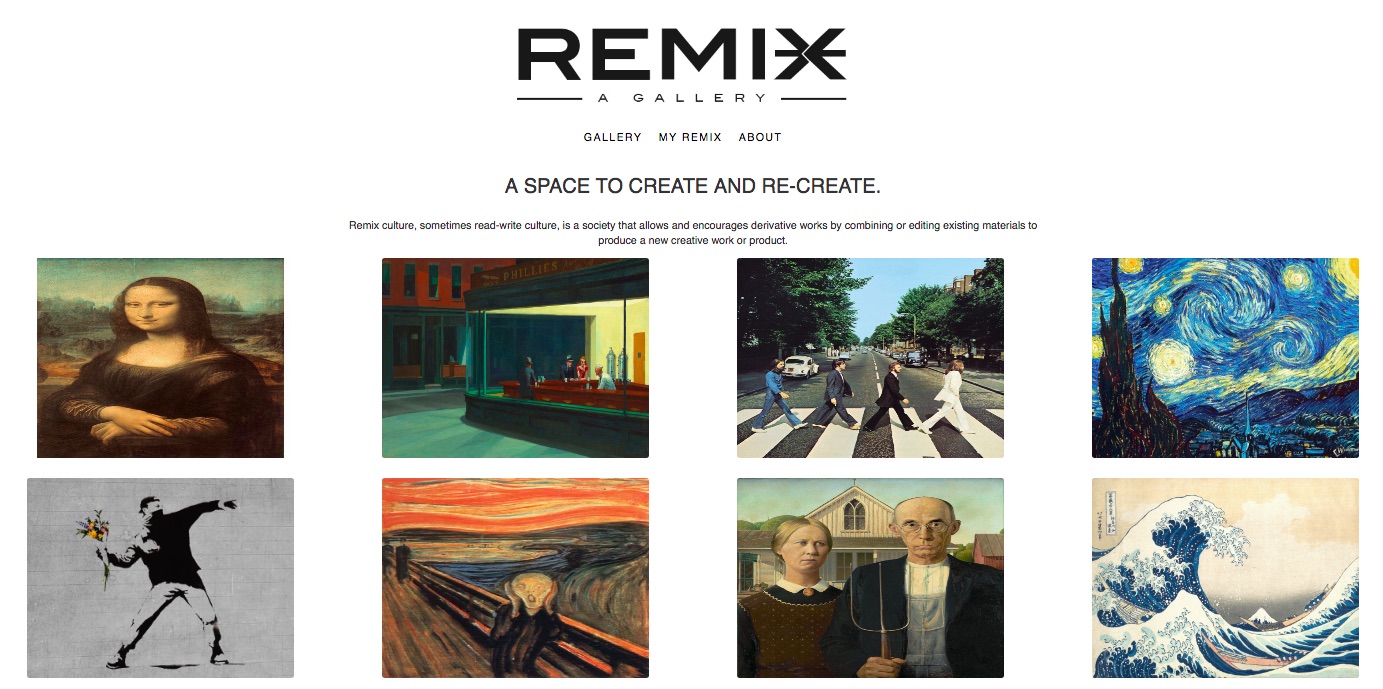 REMIX
A GALLERY
GALLERY MY REMIX ABOUT
A SPACE TO CREATE AND RE-CREATE.
Remix culture, sometimes read-write culture, is a society that allows and encourages derivative works by combining or editing existing materials to
produce a new creative work or product.
PHILLIES